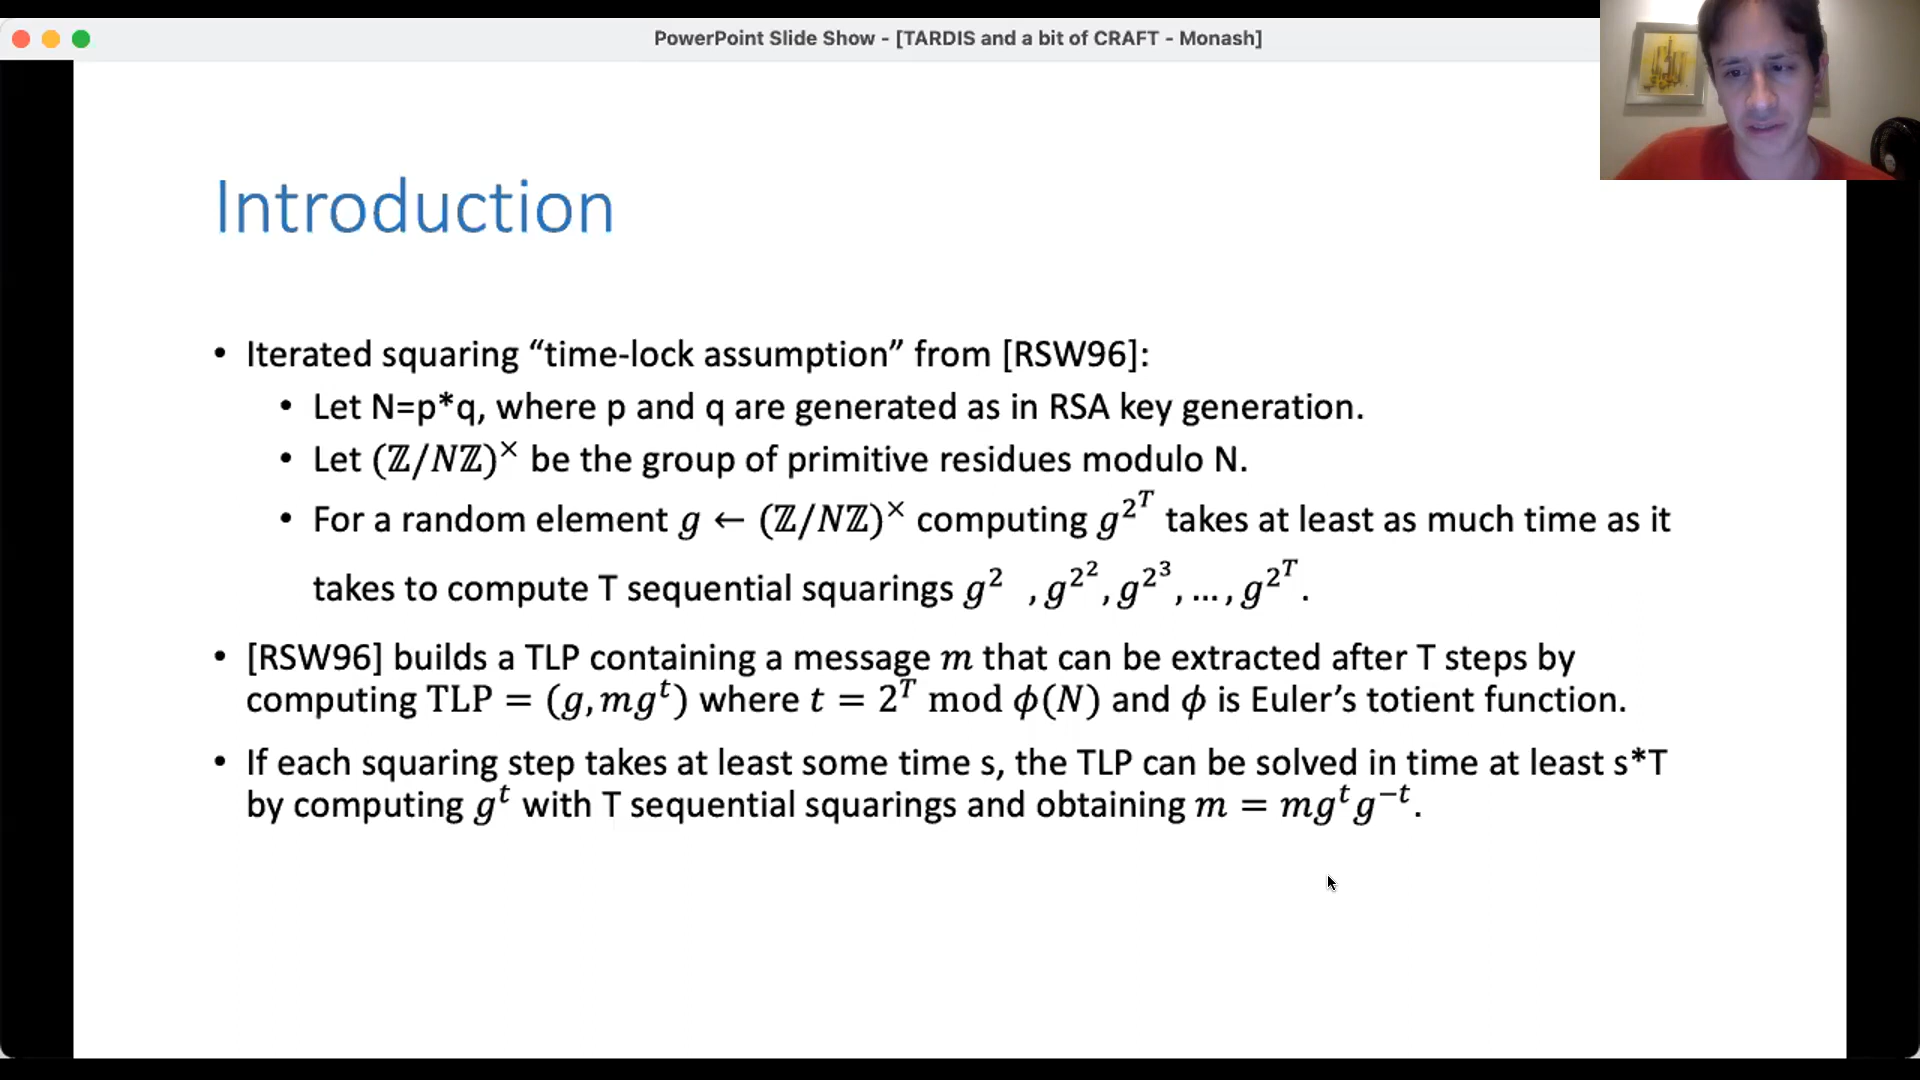 PowerPoint Slide Show - [TARDIS and a bit of CRAFT - Monash]
Introduction
• Iterated squaring “time-lock assumption” from [RSW96]:
• Let N=p*q, where p and q are generated as in RSA key generation.
• Let (ℤ/Nℤ)^× be the group of primitive residues modulo N.
• For a random element g ← (ℤ/Nℤ)^× computing g^{2^T} takes at least as much time as it
takes to compute T sequential squarings g^2 , g^{2^2}, g^{2^3}, …, g^{2^T}.
• [RSW96] builds a TLP containing a message m that can be extracted after T steps by
computing TLP = (g, mg^t) where t = 2^T mod ϕ(N) and ϕ is Euler’s totient function.
• If each squaring step takes at least some time s, the TLP can be solved in time at least s*T
by computing g^t with T sequential squarings and obtaining m = mg^t g^{−t}.